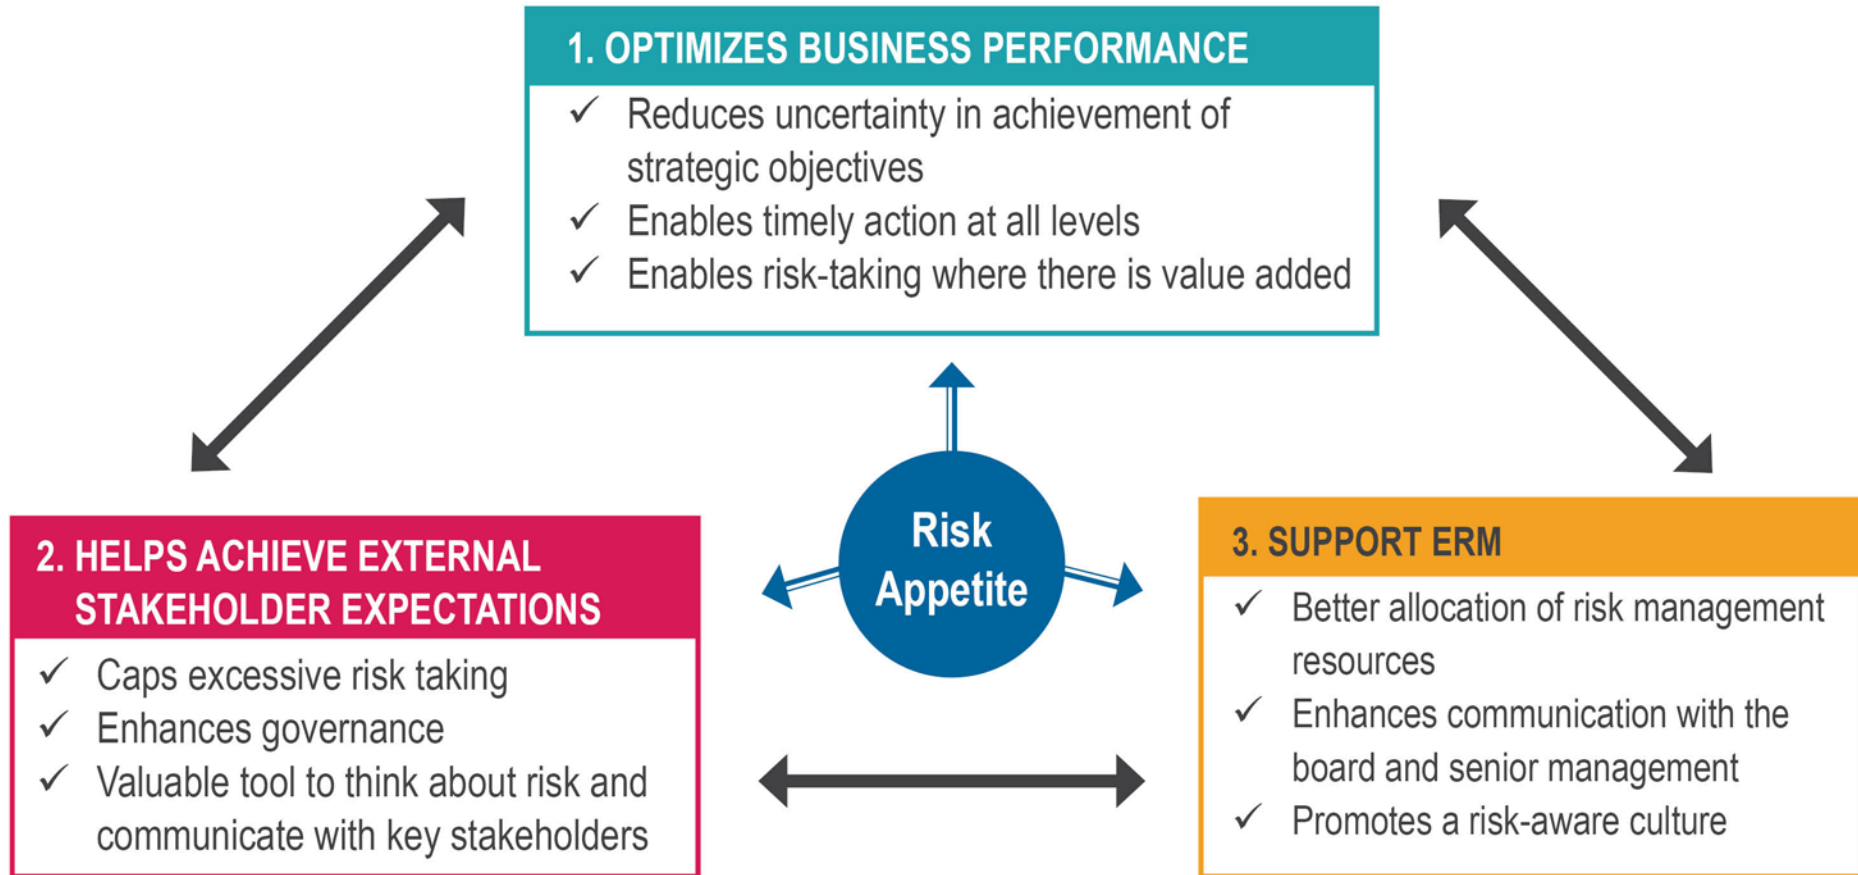 1. OPTIMIZES BUSINESS PERFORMANCE
✓ Reduces uncertainty in achievement of
strategic objectives
✓ Enables timely action at all levels
✓ Enables risk-taking where there is value added
Risk
Appetite
2. HELPS ACHIEVE EXTERNAL
STAKEHOLDER EXPECTATIONS
✓ Caps excessive risk taking
✓ Enhances governance
✓ Valuable tool to think about risk and
communicate with key stakeholders
3. SUPPORT ERM
✓ Better allocation of risk management
resources
✓ Enhances communication with the
board and senior management
✓ Promotes a risk-aware culture